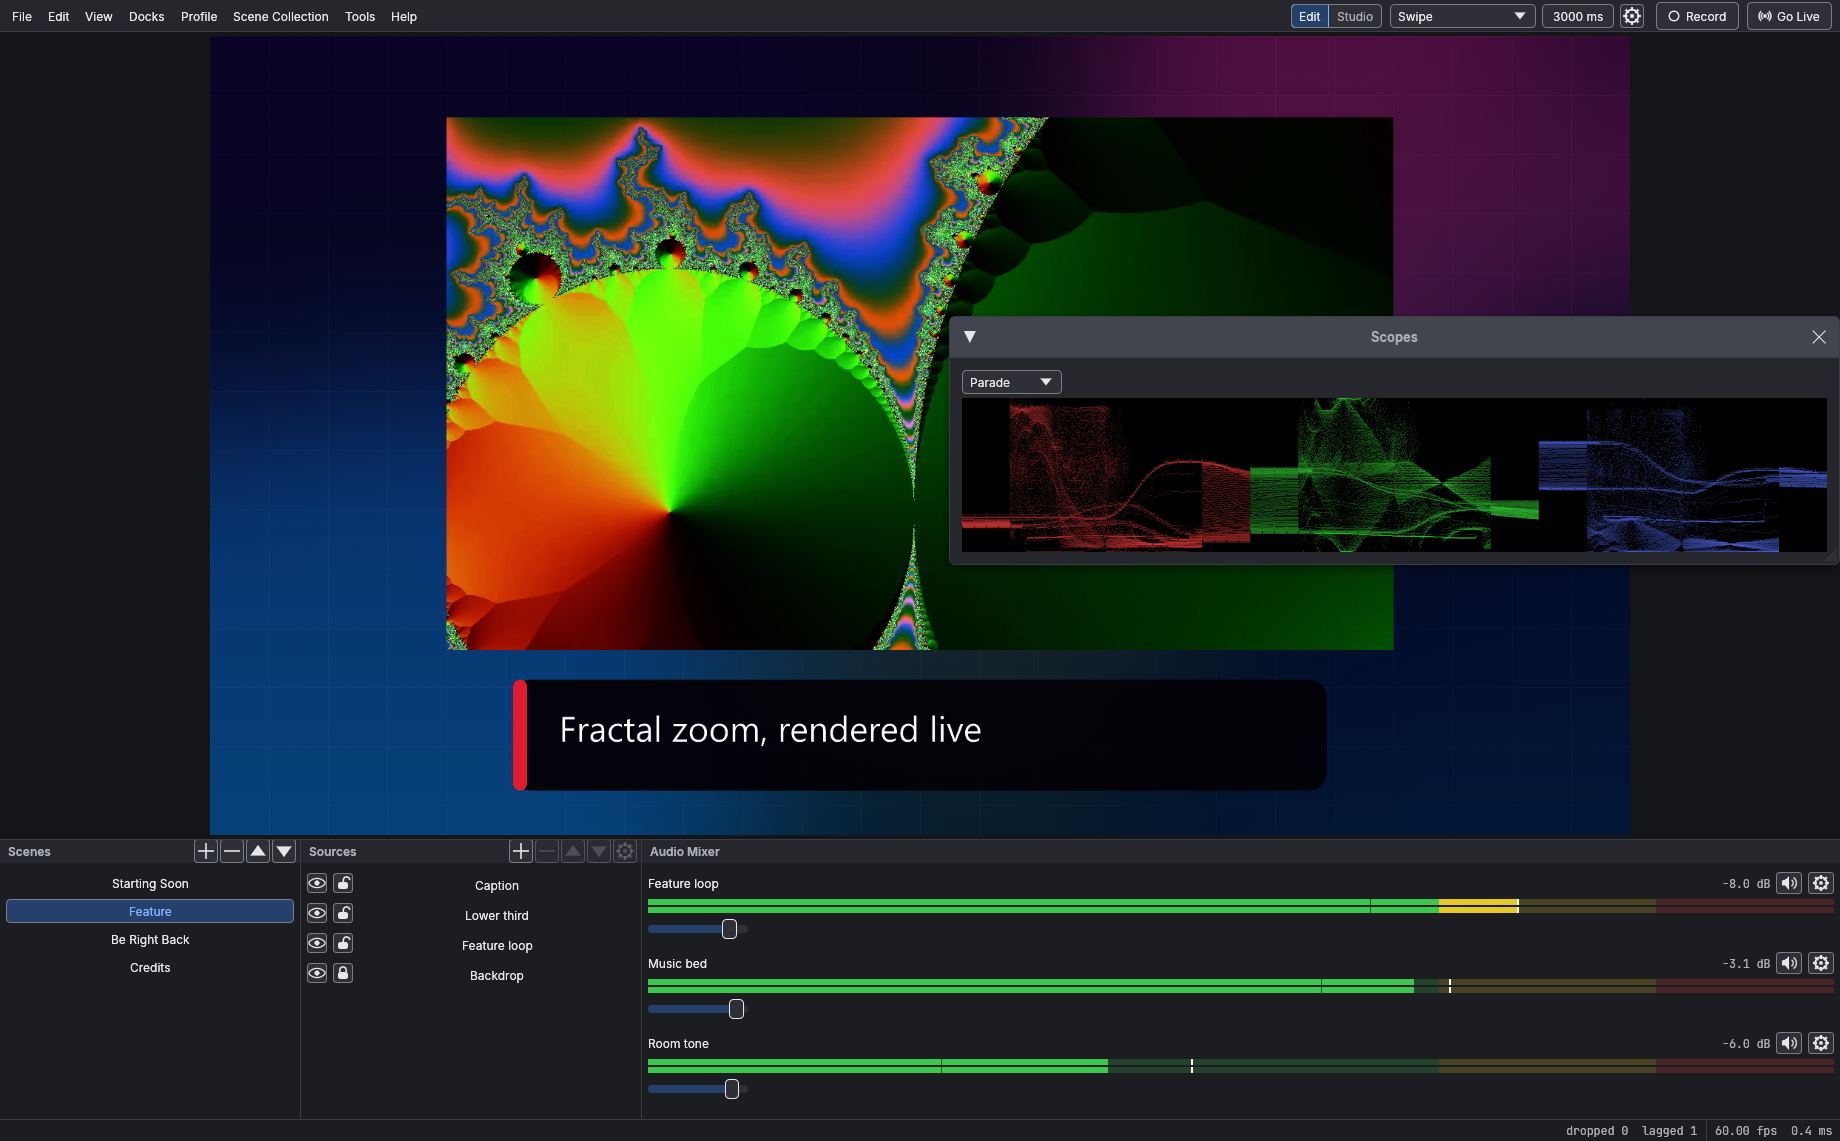 File Edit View Docks Profile Scene Collection Tools Help
Edit Studio Swipe 3000 ms Record Go Live
Scopes
Parade
Fractal zoom, rendered live
Scenes
Starting Soon
Feature
Be Right Back
Credits
Sources
Caption
Lower third
Feature loop
Backdrop
Audio Mixer
Feature loop -8.0 dB
Music bed -3.1 dB
Room tone -6.0 dB
dropped 0 lagged 1 60.00 fps 0.4 ms